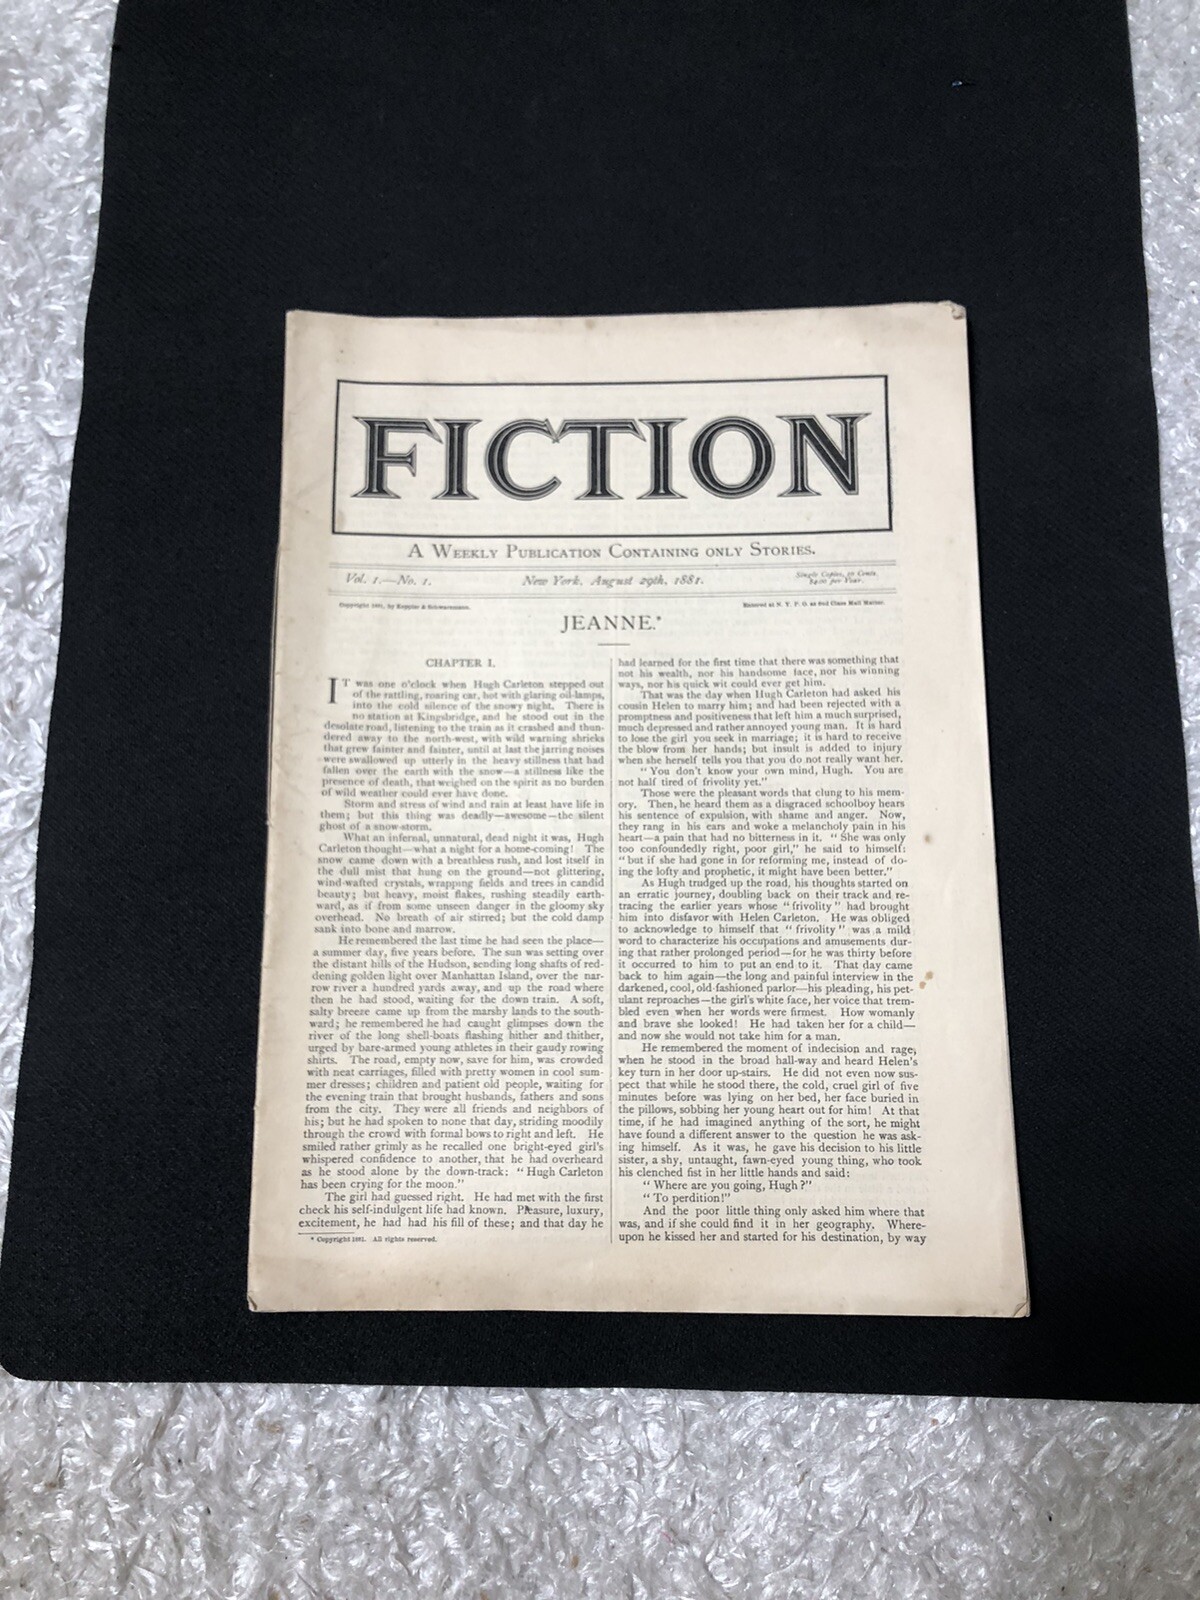 FICTION
A WEEKLY PUBLICATION CONTAINING ONLY STORIES.
Vol. 1.—No. 1.
New York, August 29th, 1881.
Single Copies, 10 Cents.
$4.00 per Year.
Copyright 1881, by Keppler & Schwarzmann.
Entered at N. Y. P. O. as 2nd Class Mail Matter.
JEANNE.*
CHAPTER I.
IT was one o'clock when Hugh Carleton stepped out
of the rattling, roaring car, hot with glaring oil-lamps,
into the cold silence of the snowy night. There is
no station at Kingsbridge, and he stood out in the
desolate road, listening to the train as it crashed and thun-
dered away to the north-west, with wild warning shrieks
that grew fainter and fainter, until at last the jarring noises
were swallowed up utterly in the heavy stillness that had
fallen over the earth with the snow—a stillness like the
presence of death, that weighed on the spirit as no burden
of wild weather could ever have done.
Storm and stress of wind and rain at least have life in
them; but this thing was deadly—awesome—the silent
ghost of a snow-storm.
What an infernal, unnatural, dead night it was, Hugh
Carleton thought—what a night for a home-coming! The
snow came down with a breathless rush, and lost itself in
the dull mist that hung on the ground—not glittering,
wind-wafted crystals, wrapping fields and trees in candid
beauty; but heavy, moist flakes, rushing steadily earth-
ward, as if from some unseen danger in the gloomy sky
overhead. No breath of air stirred; but the cold damp
sank into bone and marrow.
He remembered the last time he had seen the place—
a summer day, five years before. The sun was setting over
the distant hills of the Hudson, sending long shafts of red-
dening golden light over Manhattan Island, over the nar-
row river a hundred yards away, and up the road where
then he had stood, waiting for the down train. A soft,
salty breeze came up from the marshy lands to the south-
ward; he remembered he had caught glimpses down the
river of the long shell-boats flashing hither and thither,
urged by bare-armed young athletes in their gaudy rowing
shirts. The road, empty now, save for him, was crowded
with neat carriages, filled with pretty women in cool sum-
mer dresses; children and patient old people, waiting for
the evening train that brought husbands, fathers and sons
from the city. They were all friends and neighbors of
his; but he had spoken to none that day, striding moodily
through the crowd with formal bows to right and left. He
smiled rather grimly as he recalled one bright-eyed girl's
whispered confidence to another, that he had overheard
as he stood alone by the down-track: "Hugh Carleton
has been crying for the moon."
The girl had guessed right. He had met with the first
check his self-indulgent life had known. Pleasure, luxury,
excitement, he had had his fill of these; and that day he
* Copyright 1881. All rights reserved.
had learned for the first time that there was something that
not his wealth, nor his handsome face, nor his winning
ways, nor his quick wit could ever get him.
That was the day when Hugh Carleton had asked his
cousin Helen to marry him; and had been rejected with a
promptness and positiveness that left him a much surprised,
much depressed and rather annoyed young man. It is hard
to lose the girl you seek in marriage; it is hard to receive
the blow from her hands; but insult is added to injury
when she herself tells you that you do not really want her.
"You don't know your own mind, Hugh. You are
not half tired of frivolity yet."
Those were the pleasant words that clung to his mem-
ory. Then, he heard them as a disgraced schoolboy hears
his sentence of expulsion, with shame and anger. Now,
they rang in his ears and woke a melancholy pain in his
heart—a pain that had no bitterness in it. "She was only
too confoundedly right, poor girl," he said to himself:
"but if she had gone in for reforming me, instead of do-
ing the lofty and prophetic, it might have been better."
As Hugh trudged up the road, his thoughts started on
an erratic journey, doubling back on their track and re-
tracing the earlier years whose "frivolity" had brought
him into disfavor with Helen Carleton. He was obliged
to acknowledge to himself that "frivolity" was a mild
word to characterize his occupations and amusements dur-
ing that rather prolonged period—for he was thirty before
it occurred to him to put an end to it. That day came
back to him again—the long and painful interview in the
darkened, cool, old-fashioned parlor—his pleading, his pet-
ulant reproaches—the girl's white face, her voice that trem-
bled even when her words were firmest. How womanly
and brave she looked! He had taken her for a child—
and now she would not take him for a man.
He remembered the moment of indecision and rage,
when he stood in the broad hall-way and heard Helen's
key turn in her door up-stairs. He did not even now sus-
pect that while he stood there, the cold, cruel girl of five
minutes before was lying on her bed, her face buried in
the pillows, sobbing her young heart out for him! At that
time, if he had imagined anything of the sort, he might
have found a different answer to the question he was ask-
ing himself. As it was, he gave his decision to his little
sister, a shy, untaught, fawn-eyed young thing, who took
his clenched fist in her little hands and said:
"Where are you going, Hugh?"
"To perdition!"
And the poor little thing only asked him where that
was, and if she could find it in her geography. Where-
upon he kissed her and started for his destination, by way